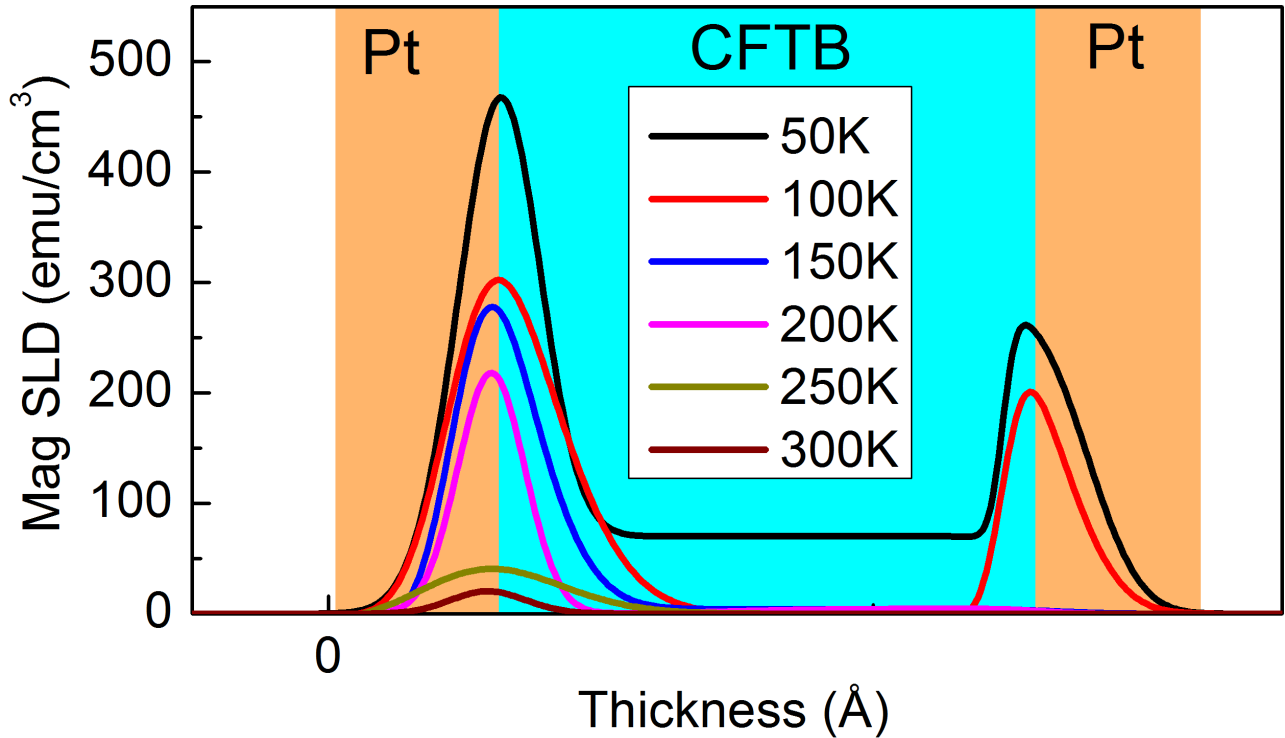 Pt
CFTB
Pt
500
400
300
200
100
0
Mag SLD (emu/cm³)
50K
100K
150K
200K
250K
300K
0
Thickness (Å)